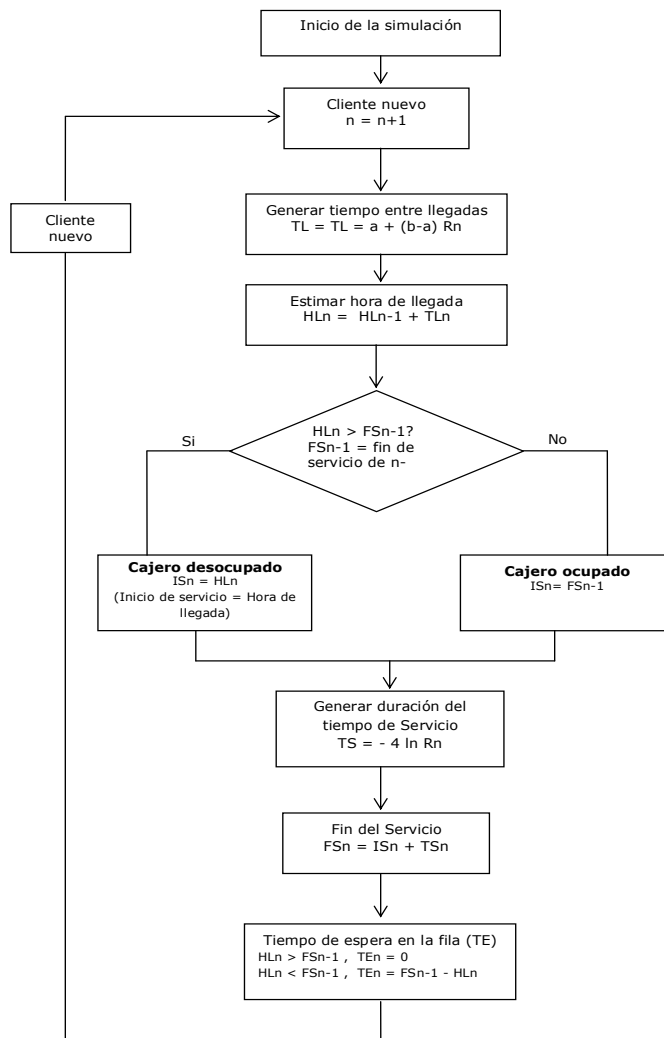 Inicio de la simulación
Cliente nuevo
n = n+1
Cliente
nuevo
Generar tiempo entre llegadas
TL = TL = a + (b-a) Rn
Estimar hora de llegada
HLn = HLn-1 + TLn
HLn > FSn-1?
FSn-1 = fin de
servicio de n-
Si
No
Cajero desocupado
ISn = HLn
(Inicio de servicio = Hora de
llegada)
Cajero ocupado
ISn= FSn-1
Generar duración del
tiempo de Servicio
TS = - 4 ln Rn
Fin del Servicio
FSn = ISn + TSn
Tiempo de espera en la fila (TE)
HLn > FSn-1 , TEn = 0
HLn < FSn-1 , TEn = FSn-1 - HLn